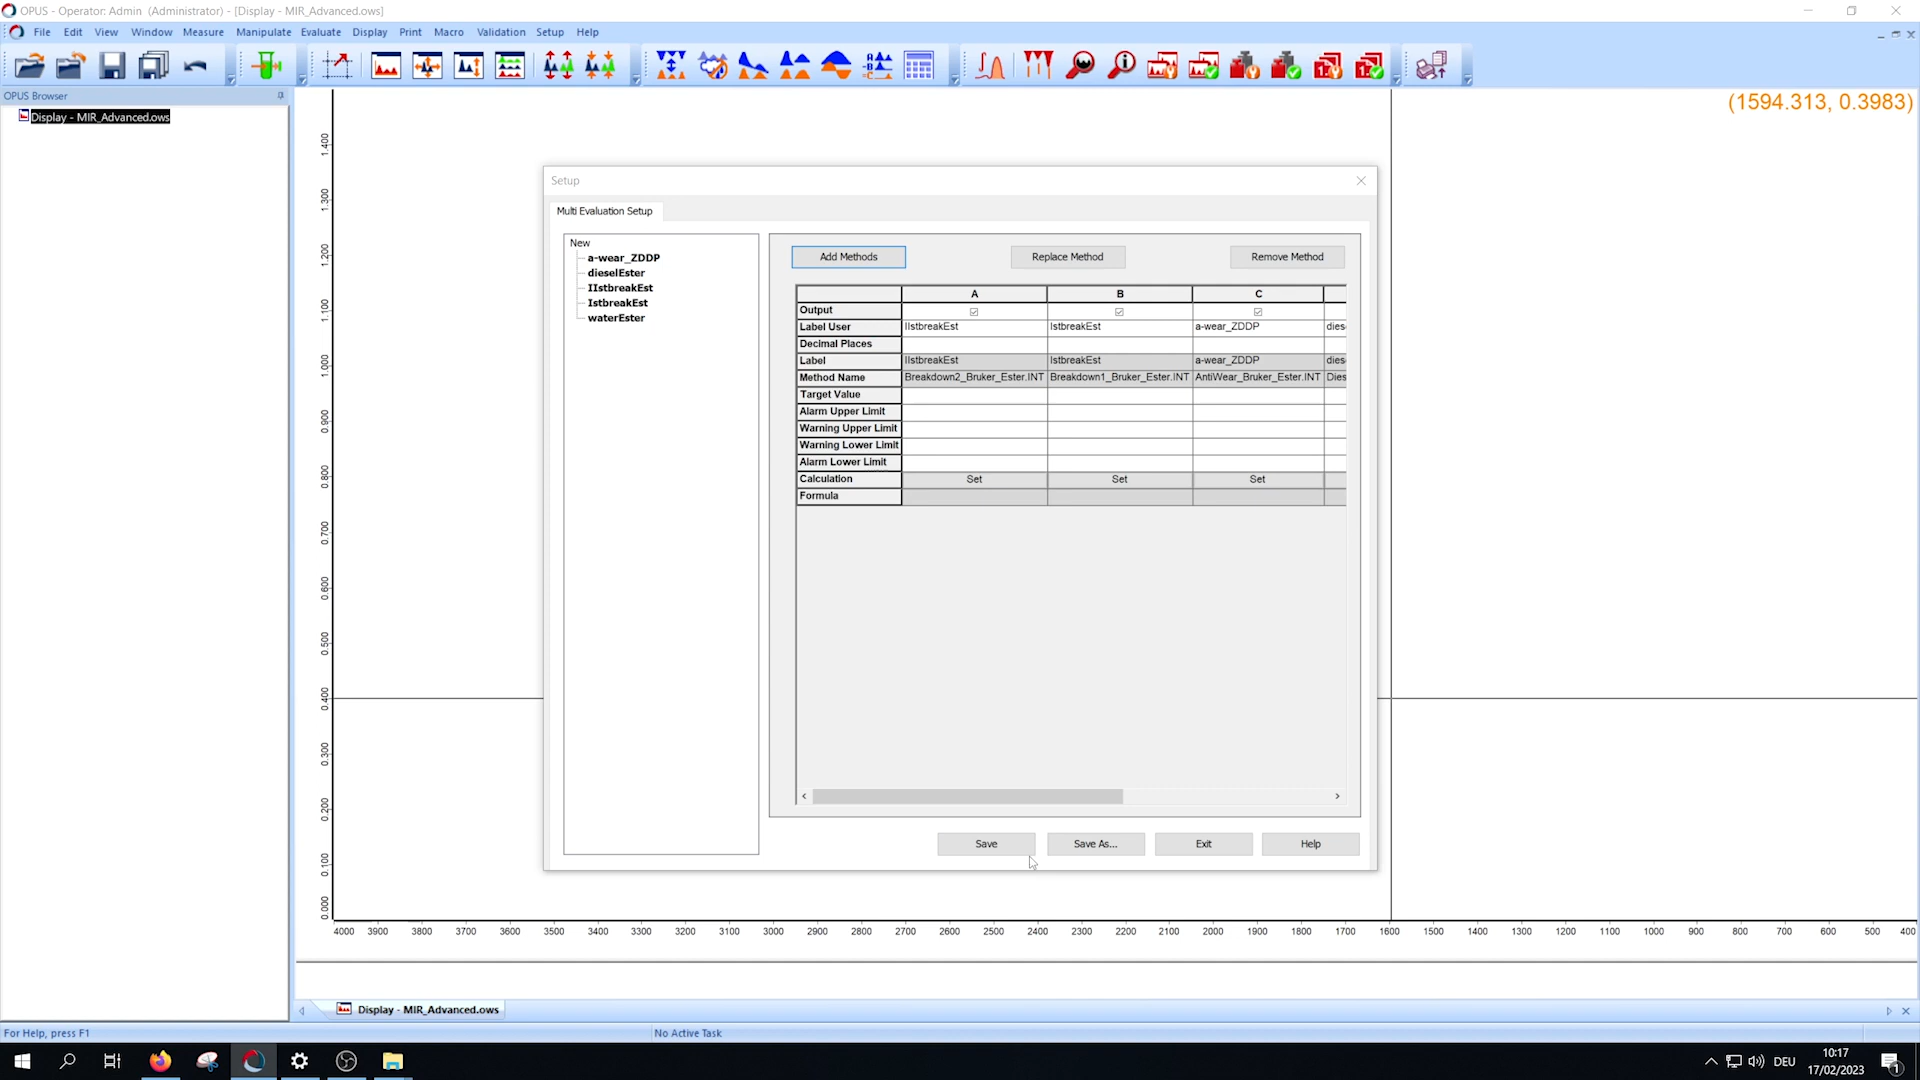 OPUS - Operator: Admin  (Administrator) - [Display - MIR_Advanced.ows]
File Edit View Window Measure Manipulate Evaluate Display Print Macro Validation Setup Help
OPUS Browser
Display - MIR_Advanced.ows
(1594.313, 0.3983)
Setup
Multi Evaluation Setup
New
a-wear_ZDDP
dieselEster
IIstbreakEst
IstbreakEst
waterEster
Add Methods Replace Method Remove Method
A B C
Output
Label User IIstbreakEst IstbreakEst a-wear_ZDDP dies
Decimal Places
Label IIstbreakEst IstbreakEst a-wear_ZDDP dies
Method Name Breakdown2_Bruker_Ester.INT Breakdown1_Bruker_Ester.INT AntiWear_Bruker_Ester.INT Dies
Target Value
Alarm Upper Limit
Warning Upper Limit
Warning Lower Limit
Alarm Lower Limit
Calculation Set Set Set
Formula
Save Save As... Exit Help
1.400
1.300
1.200
1.100
1.000
0.900
0.800
0.700
0.600
0.500
0.400
0.300
0.200
0.100
0.000
4000 3900 3800 3700 3600 3500 3400 3300 3200 3100 3000 2900 2800 2700 2600 2500 2400 2300 2200 2100 2000 1900 1800 1700 1600 1500 1400 1300 1200 1100 1000 900 800 700 600 500 400
Display - MIR_Advanced.ows
For Help, press F1 No Active Task
DEU 10:17
17/02/2023
1